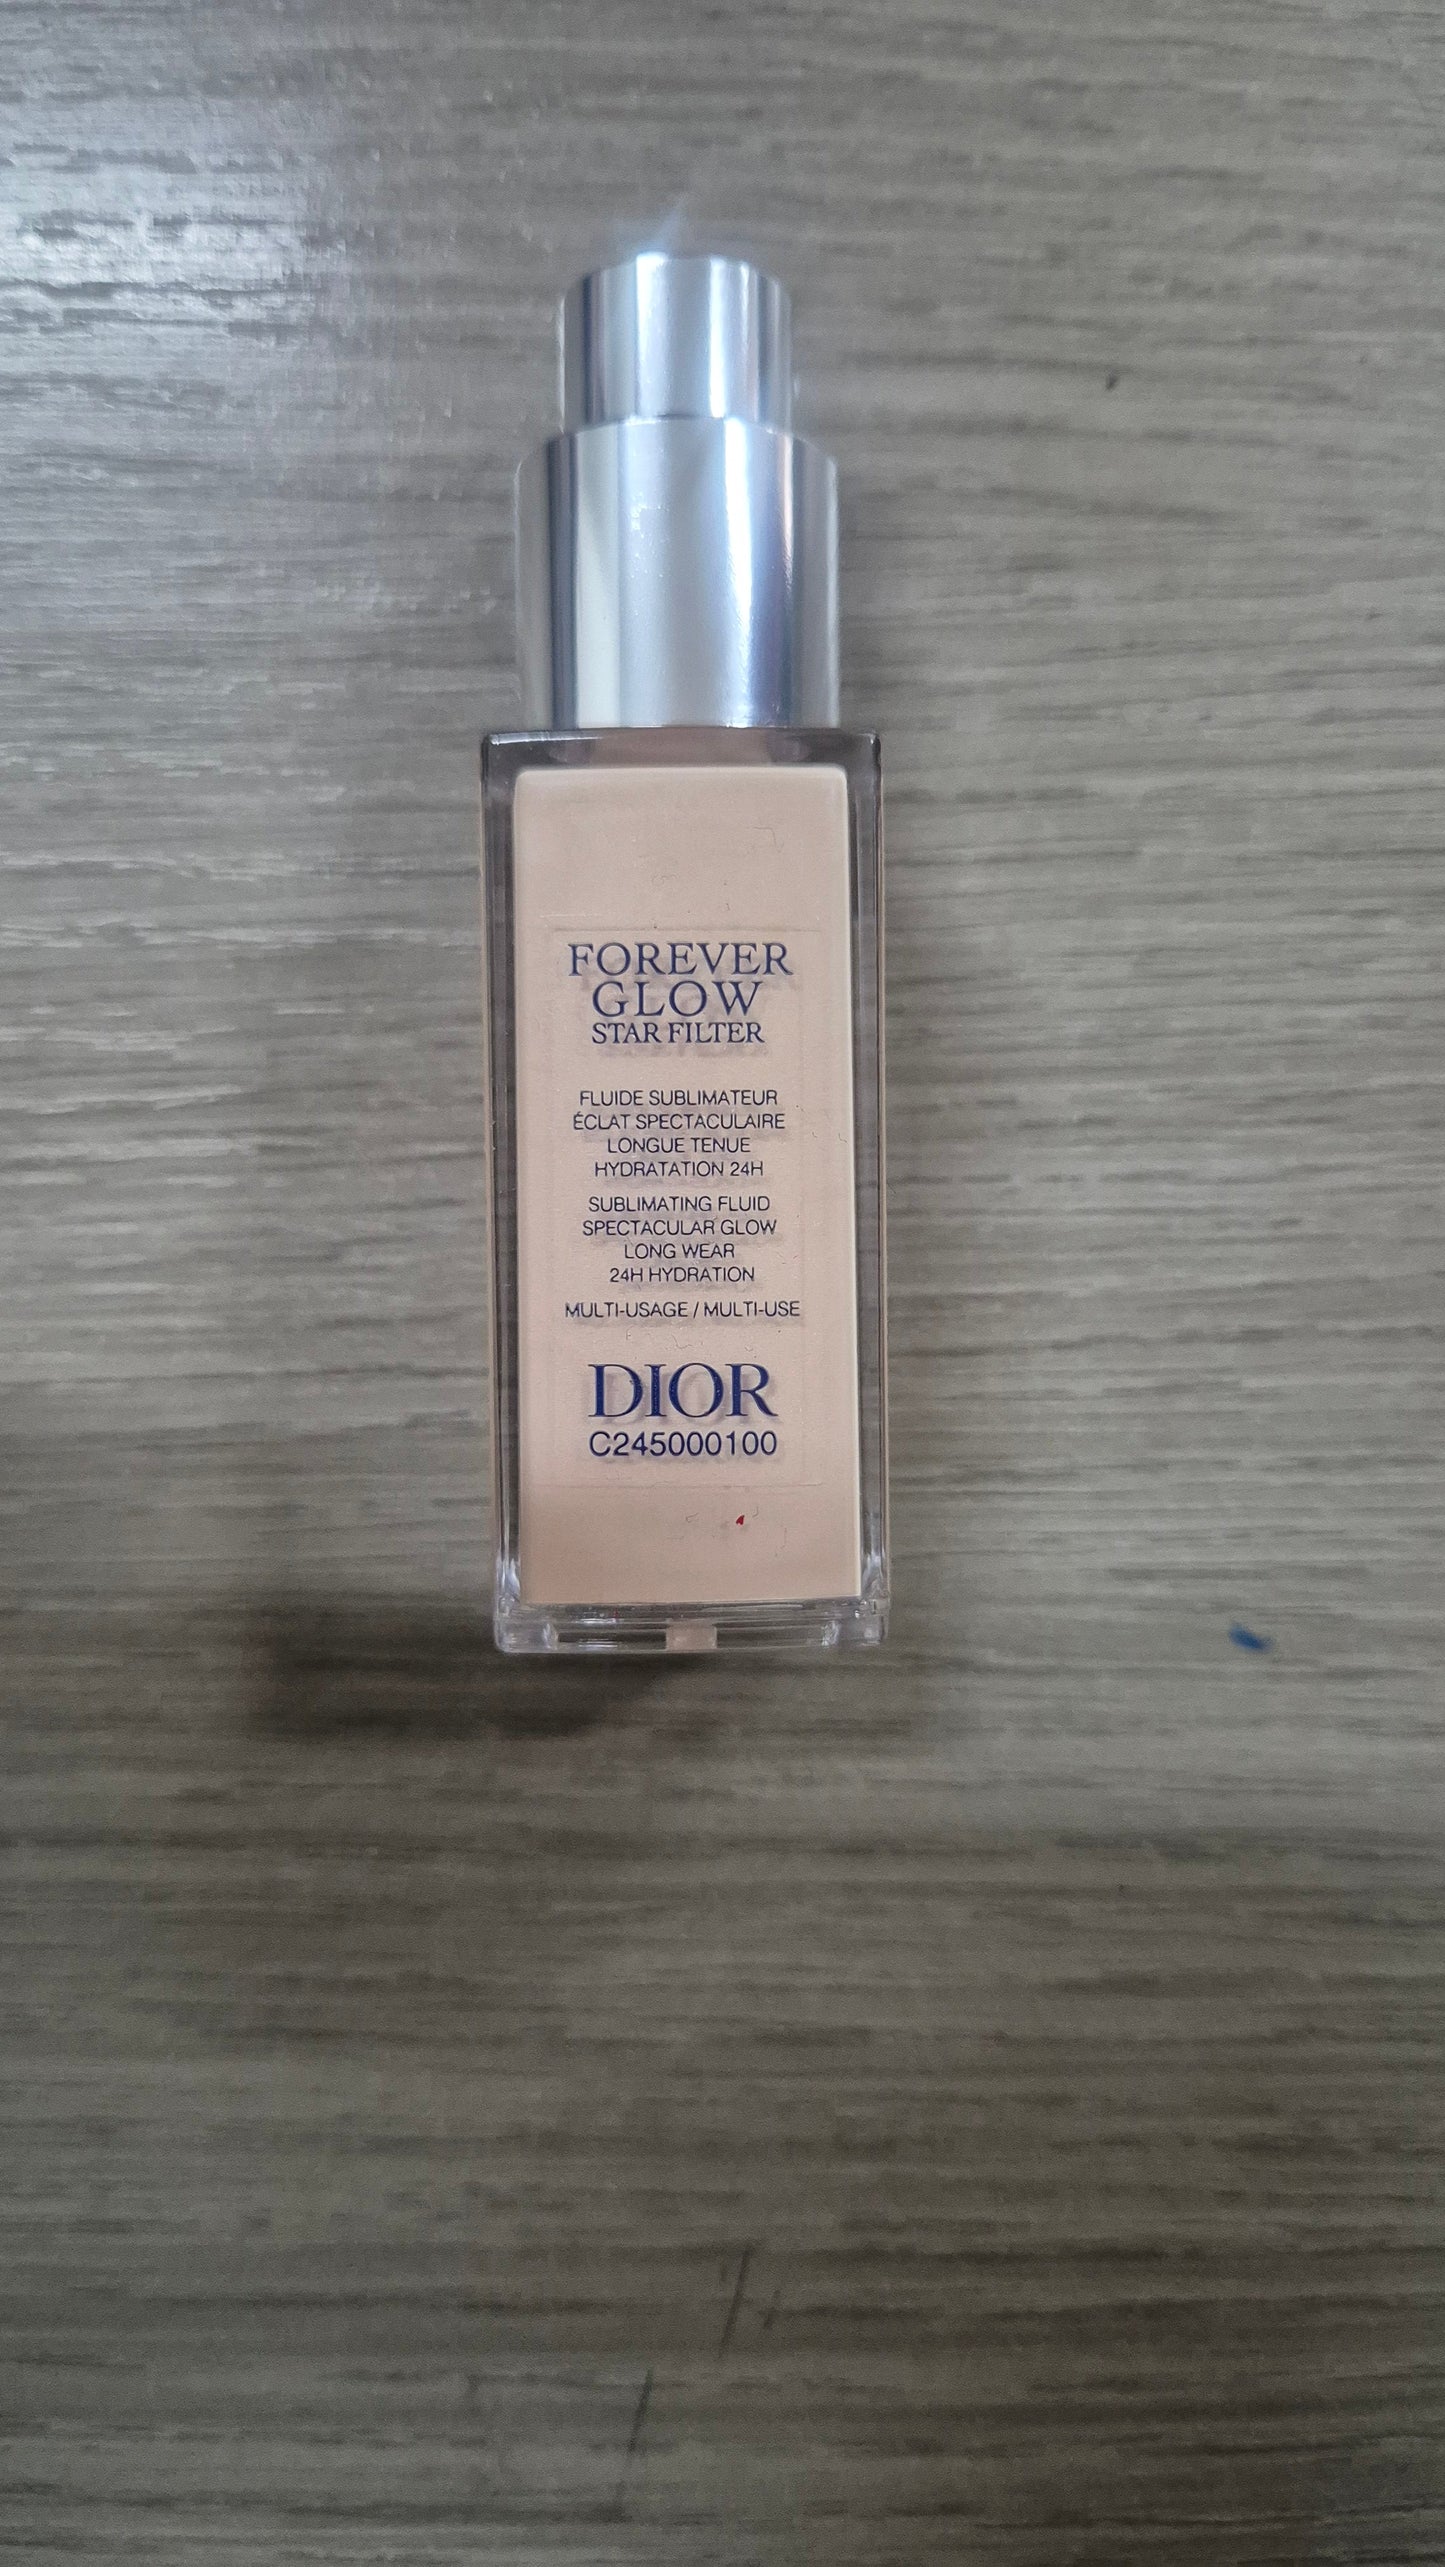 FOREVER
GLOW
STAR FILTER
FLUIDE SUBLIMATEUR
ÉCLAT SPECTACULAIRE
LONGUE TENUE
HYDRATATION 24H
SUBLIMATING FLUID
SPECTACULAR GLOW
LONG WEAR
24H HYDRATION
MULTI-USAGE / MULTI-USE
DIOR
C245000100